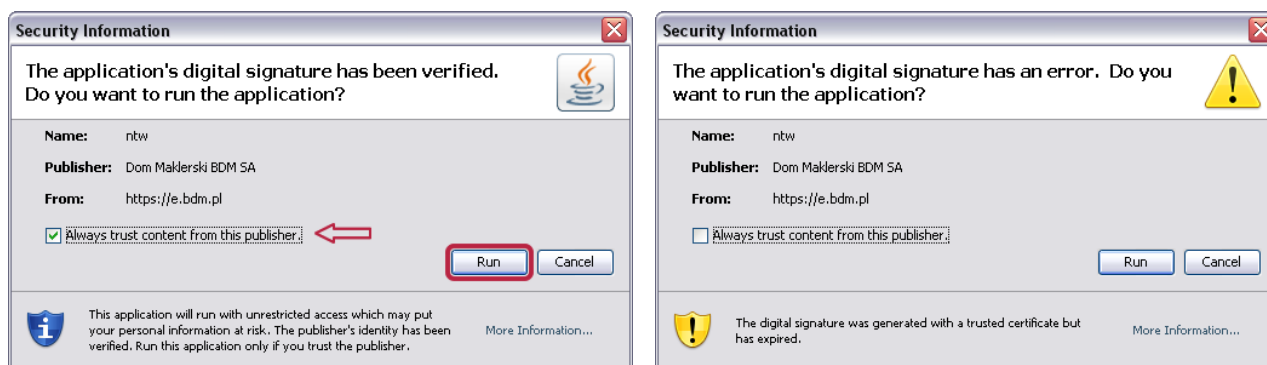 Security Information
The application's digital signature has been verified.
Do you want to run the application?
Name: ntw
Publisher: Dom Maklerski BDM SA
From: https://e.bdm.pl
Always trust content from this publisher.
Run Cancel
This application will run with unrestricted access which may put
your personal information at risk. The publisher's identity has been
verified. Run this application only if you trust the publisher.
More Information...
Security Information
The application's digital signature has an error. Do you
want to run the application?
Name: ntw
Publisher: Dom Maklerski BDM SA
From: https://e.bdm.pl
Always trust content from this publisher.
Run Cancel
The digital signature was generated with a trusted certificate but
has expired.
More Information...